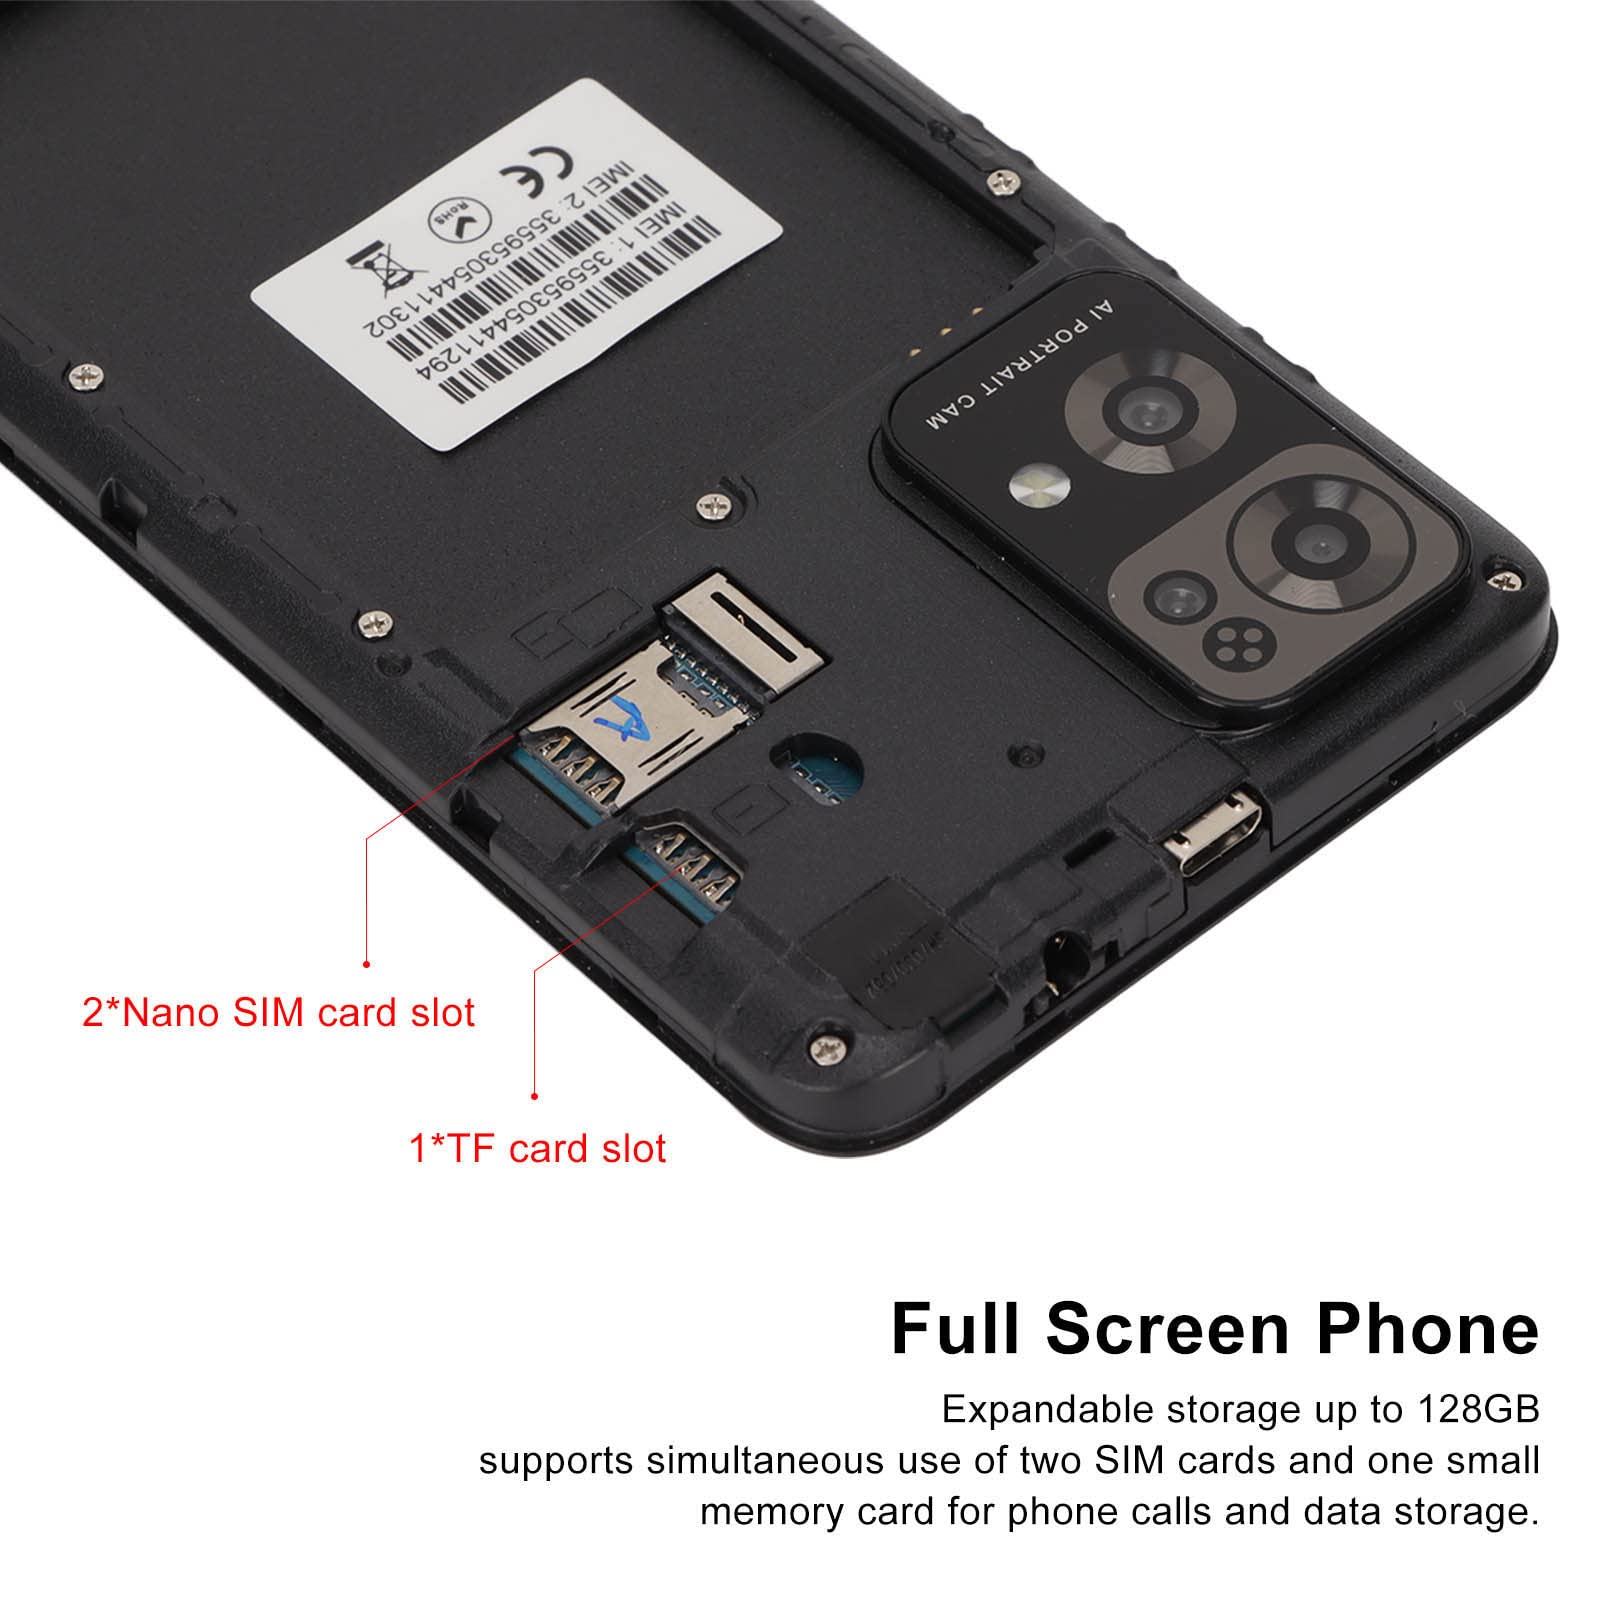 CE
RoHS
IMEI 2: 355953054411302
IMEI 1: 355953054411294
AI PORTRAIT CAM
A
2*Nano SIM card slot
1*TF card slot
Full Screen Phone
Expandable storage up to 128GB
supports simultaneous use of two SIM cards and one small
memory card for phone calls and data storage.